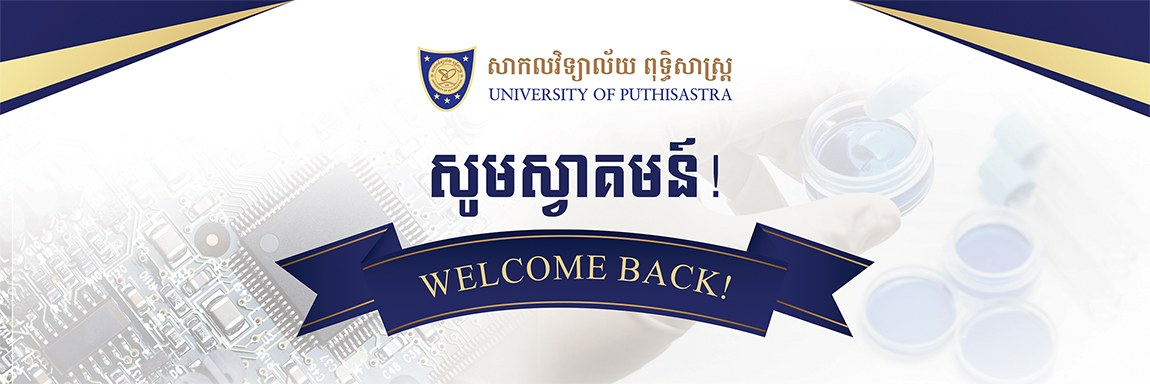 សាកលវិទ្យាល័យ ពុទ្ធិសាស្ត្រ
UNIVERSITY OF PUTHISASTRA
សូមស្វាគមន៍ !
WELCOME BACK!